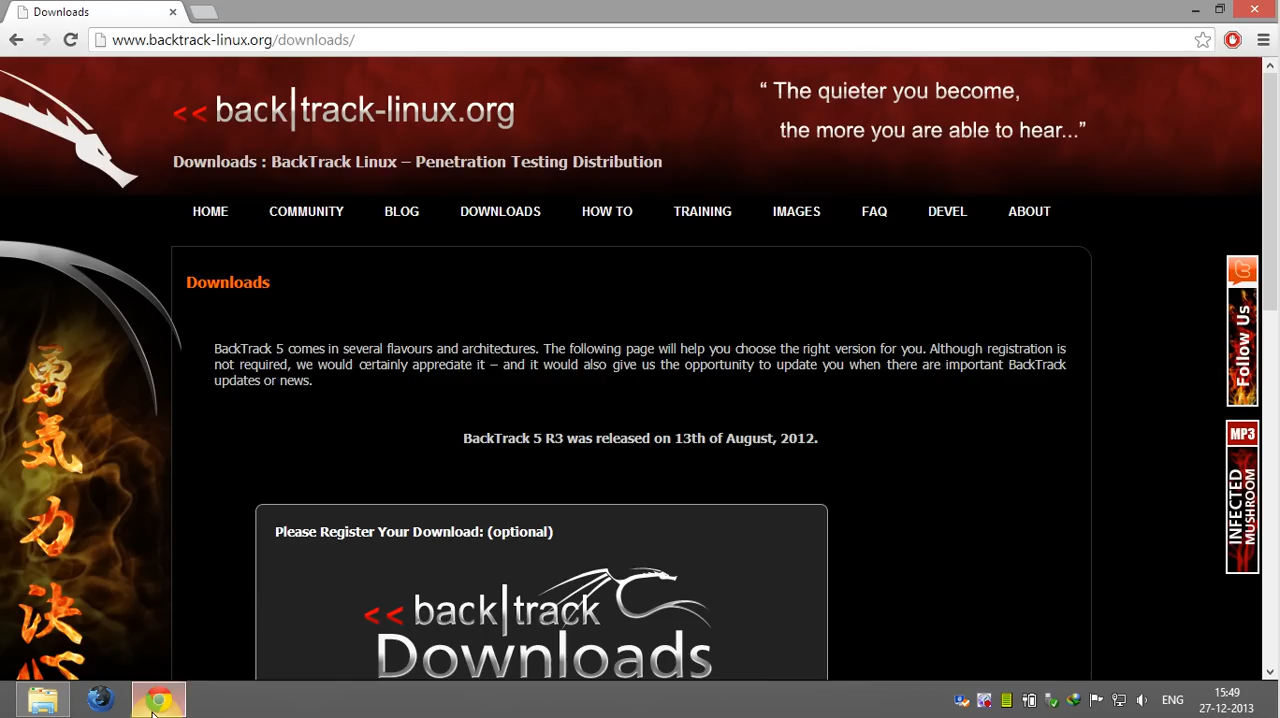 Downloads
www.backtrack-linux.org/downloads/
<< back|track-linux.org
“ The quieter you become,
the more you are able to hear...”
Downloads : BackTrack Linux – Penetration Testing Distribution
HOME COMMUNITY BLOG DOWNLOADS HOW TO TRAINING IMAGES FAQ DEVEL ABOUT
Downloads
BackTrack 5 comes in several flavours and architectures. The following page will help you choose the right version for you. Although registration is
not required, we would certainly appreciate it – and it would also give us the opportunity to update you when there are important BackTrack
updates or news.
BackTrack 5 R3 was released on 13th of August, 2012.
Please Register Your Download: (optional)
<< back|track
Downloads
勇
気
力
決
Follow Us
MP3
INFECTED
MUSHROOM
ENG
15:49
27-12-2013